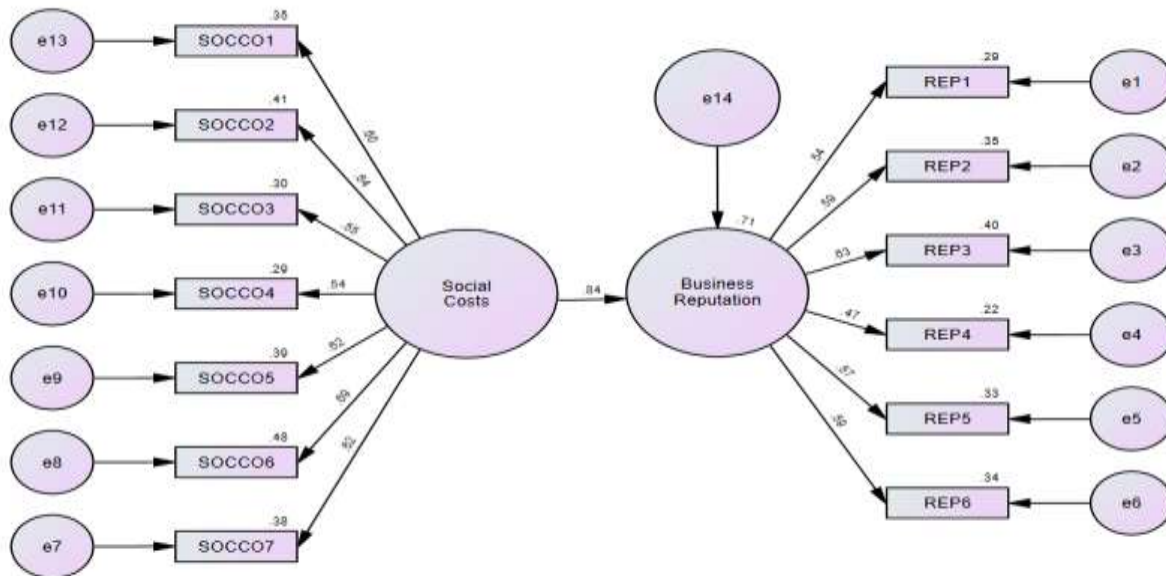 .35
e13
SOCCO1
.60
.41
e12
SOCCO2
.64
.30
e11
SOCCO3
.55
.29
e10
SOCCO4
.54
.39
e9
SOCCO5
.62
.48
e8
SOCCO6
.69
.38
e7
SOCCO7
.62
Social
Costs
.84
e14
.71
Business
Reputation
.29
REP1
e1
.54
.35
REP2
e2
.59
.40
REP3
e3
.63
.22
REP4
e4
.47
.33
REP5
e5
.57
.34
REP6
e6
.59